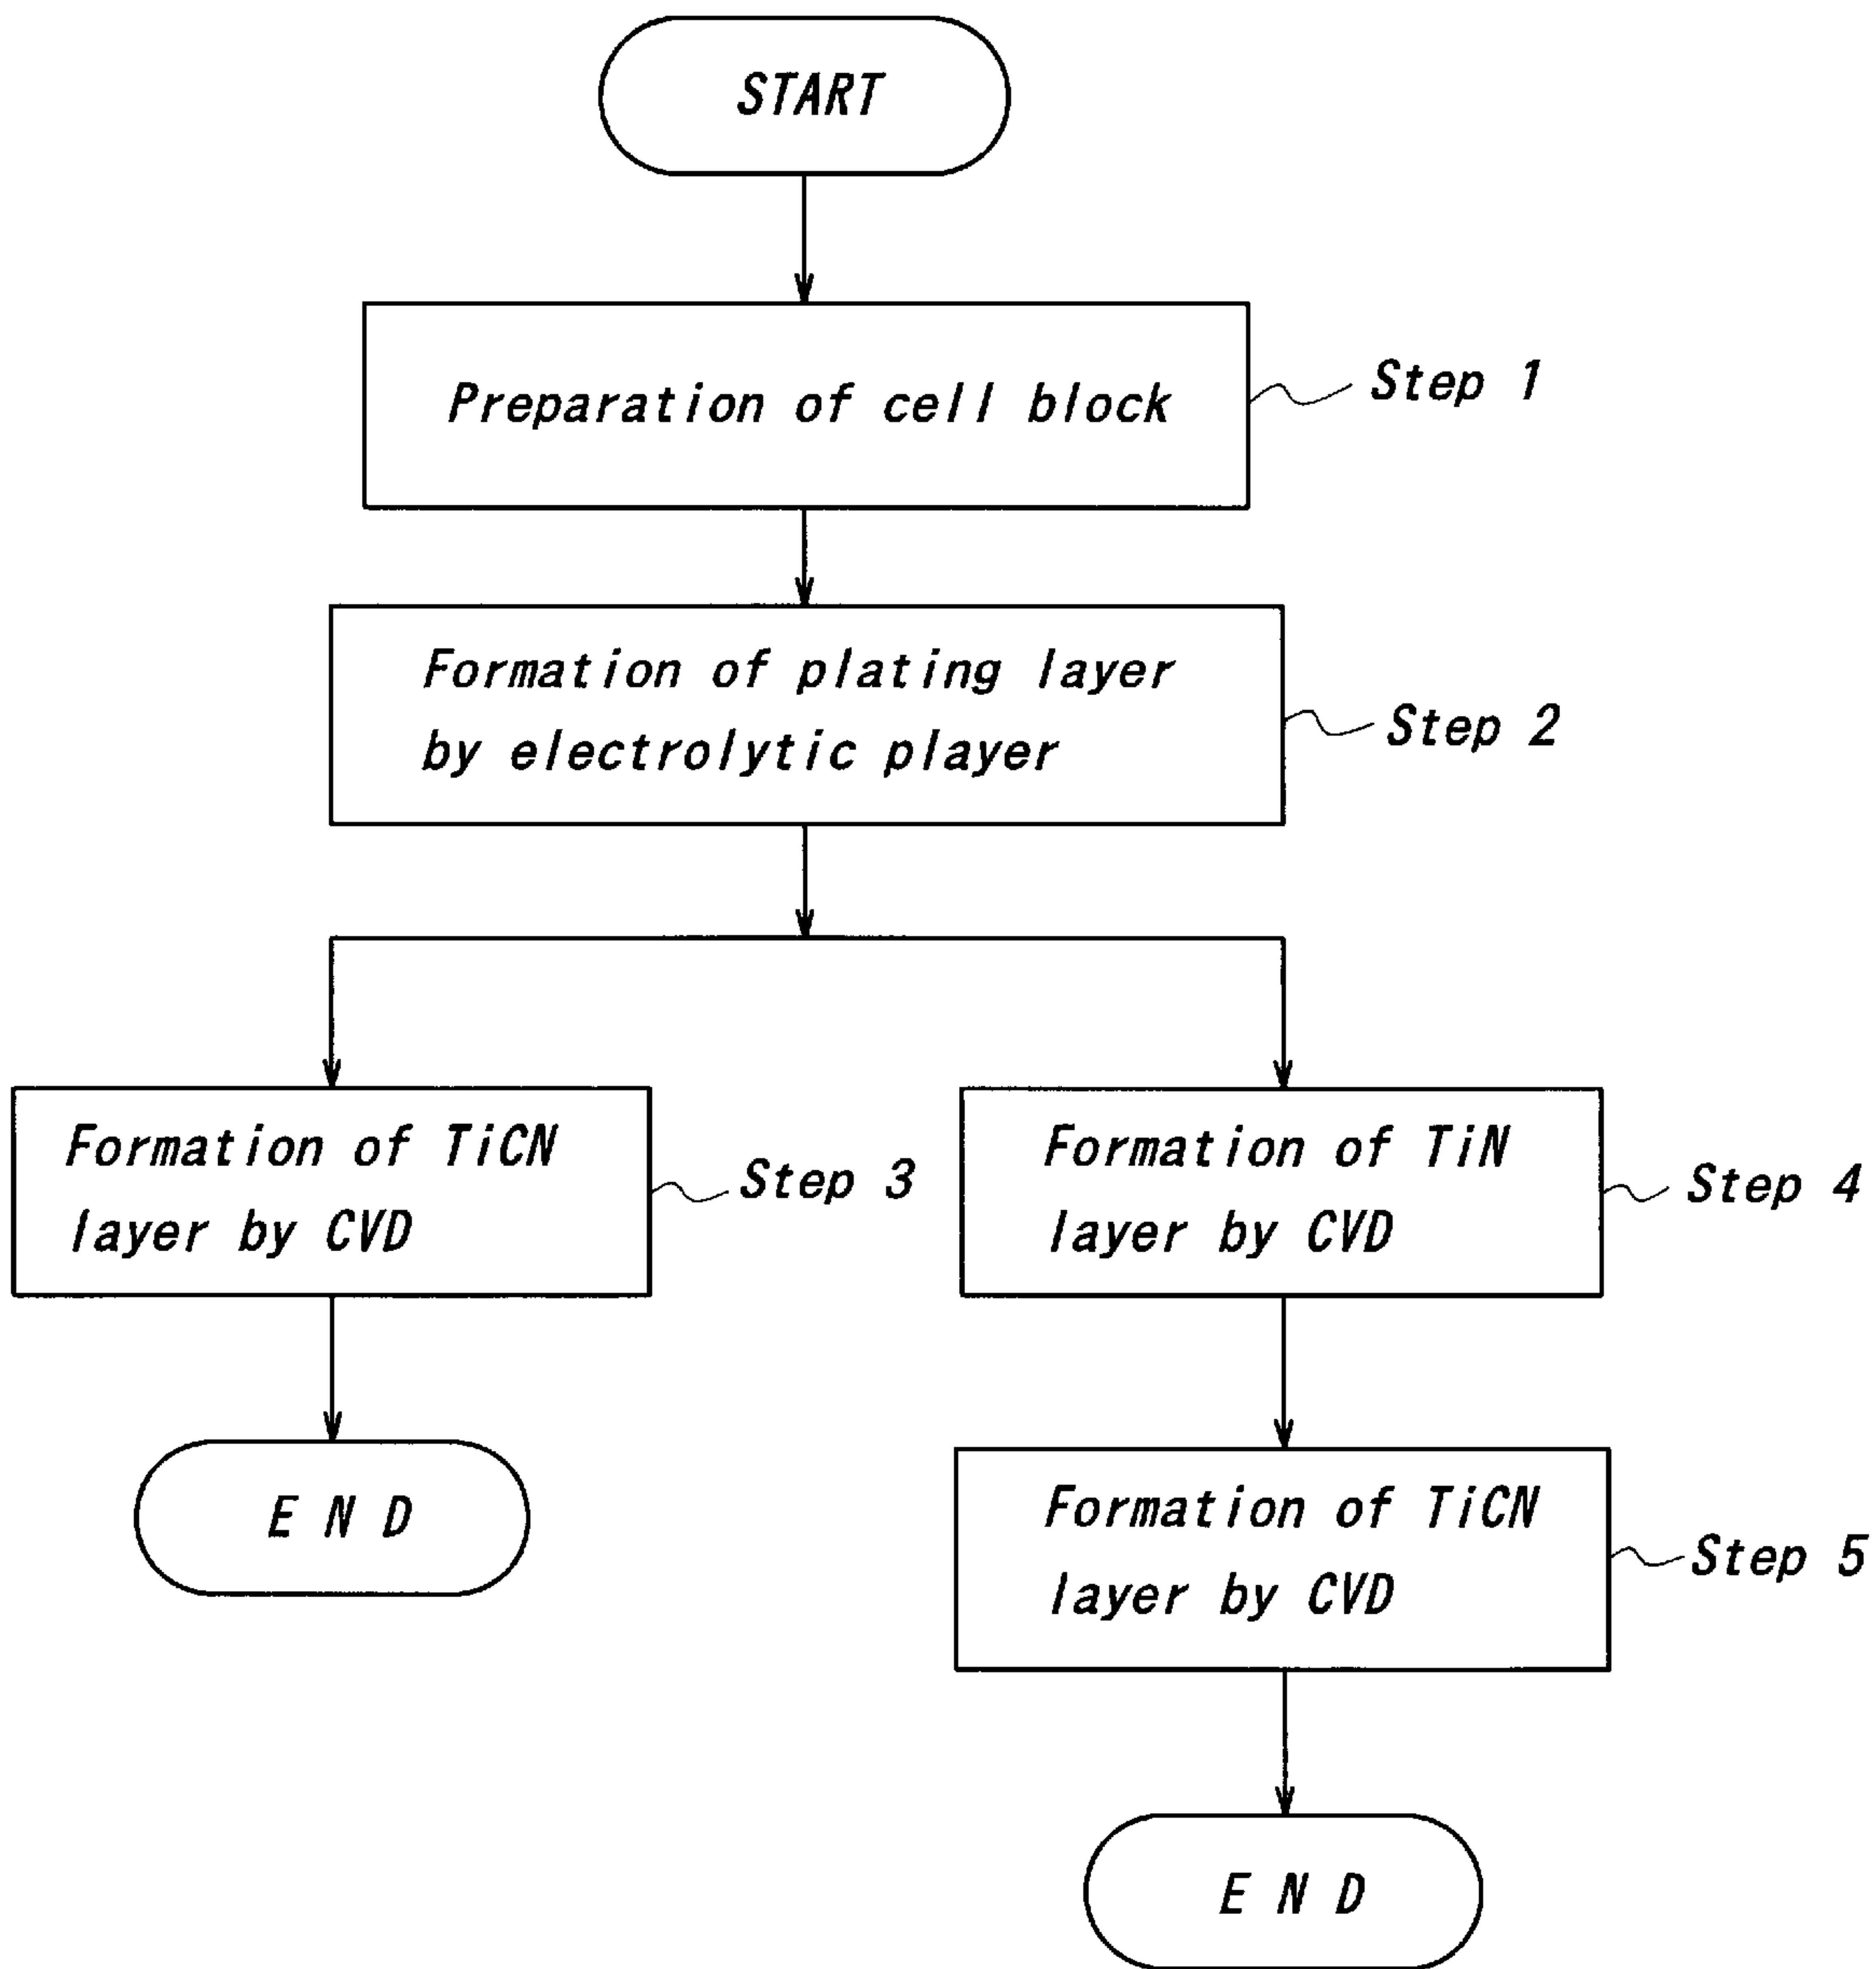 START
Preparation of cell block
Step 1
Formation of plating layer
by electrolytic player
Step 2
Formation of TiCN
layer by CVD
Step 3
Formation of TiN
layer by CVD
Step 4
END
Formation of TiCN
layer by CVD
Step 5
END